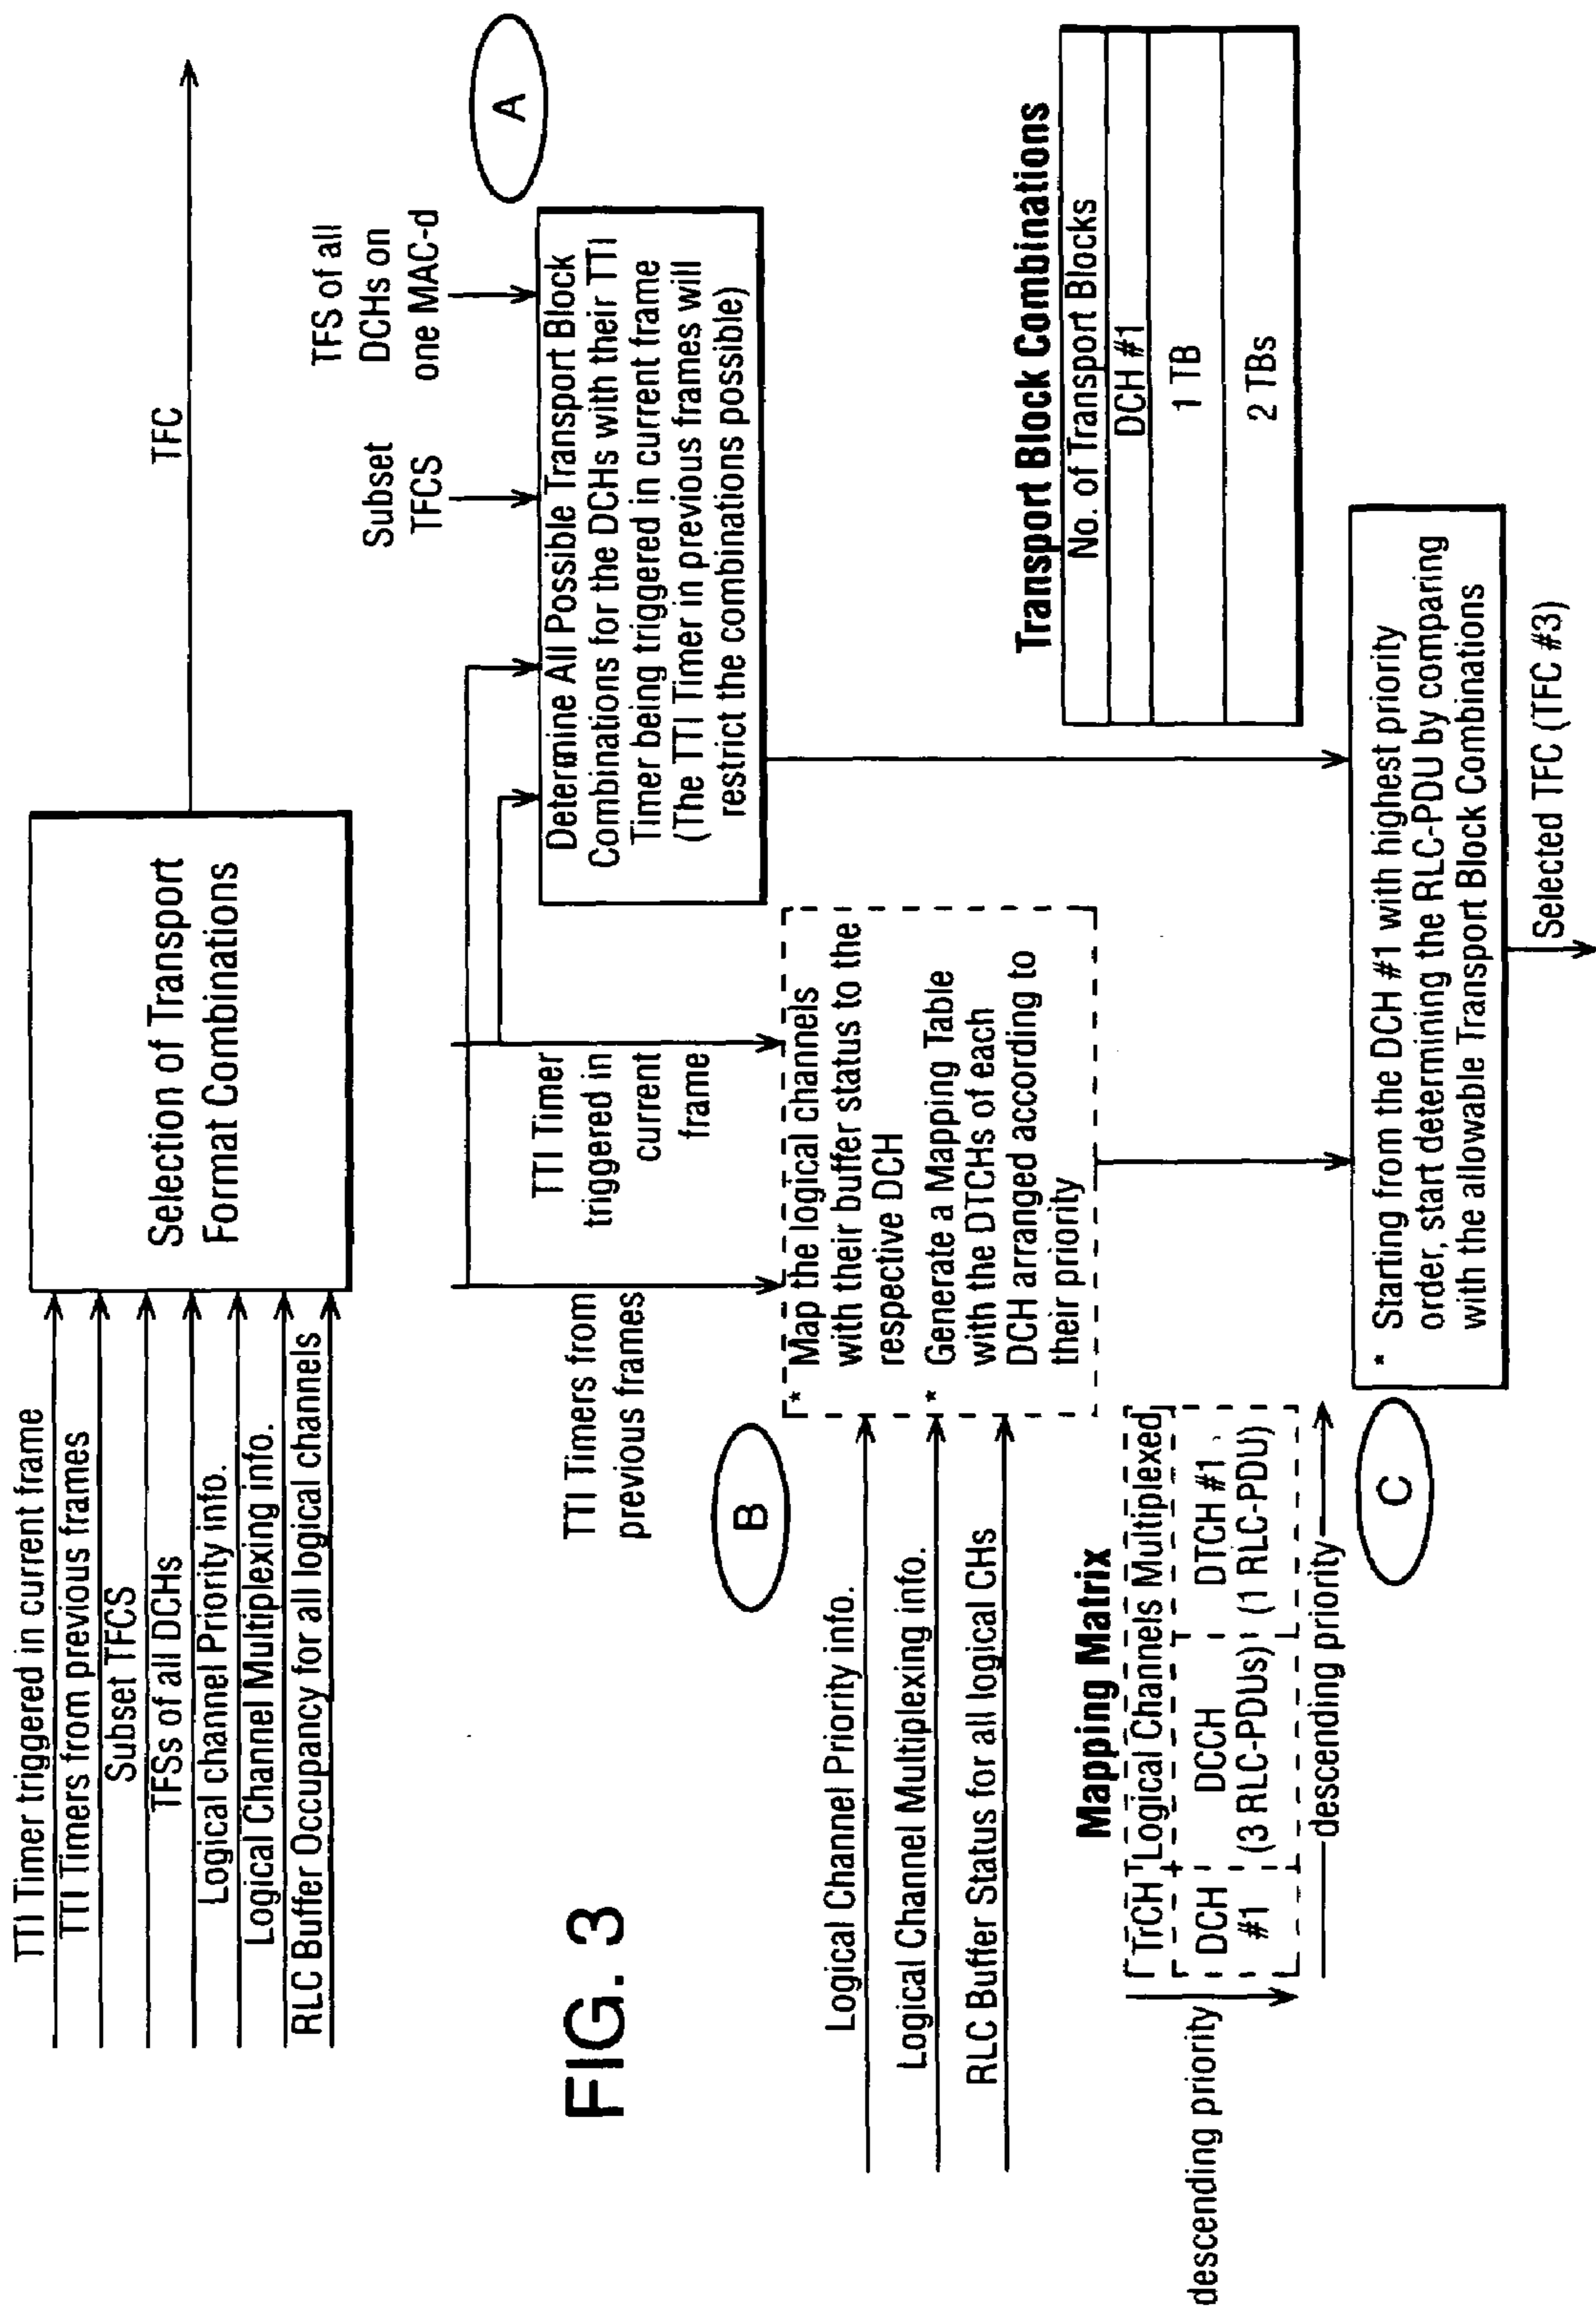 TTI Timer triggered in current frame
TTI Timers from previous frames
Subset TFCS
TFSs of all DCHs
Logical channel Priority info.
Logical Channel Multiplexing info.
RLC Buffer Occupancy for all logical channels
Selection of Transport
Format Combinations
TFC
FIG. 3
TTI Timers from
previous frames
TTI Timer
triggered in
current
frame
Subset
TFCS
TFS of all
DCHs on
one MAC-d
A
Determine All Possible Transport Block
Combinations for the DCHs with their TTI
Timer being triggered in current frame
(The TTI Timer in previous frames will
restrict the combinations possible)
B
Logical Channel Priority info.
Logical Channel Multiplexing info.
RLC Buffer Status for all logical CHs
* Map the logical channels
with their buffer status to the
respective DCH
* Generate a Mapping Table
with the DTCHs of each
DCH arranged according to
their priority
Transport Block Combinations
No. of Transport Blocks
DCH #1
1 TB
2 TBs
Mapping Matrix
TrCH Logical Channels Multiplexed
DCH DCCH DTCH #1
#1 (3 RLC-PDUs) (1 RLC-PDU)
descending priority
descending priority
C
* Starting from the DCH #1 with highest priority
order, start determining the RLC-PDU by comparing
with the allowable Transport Block Combinations
Selected TFC (TFC #3)